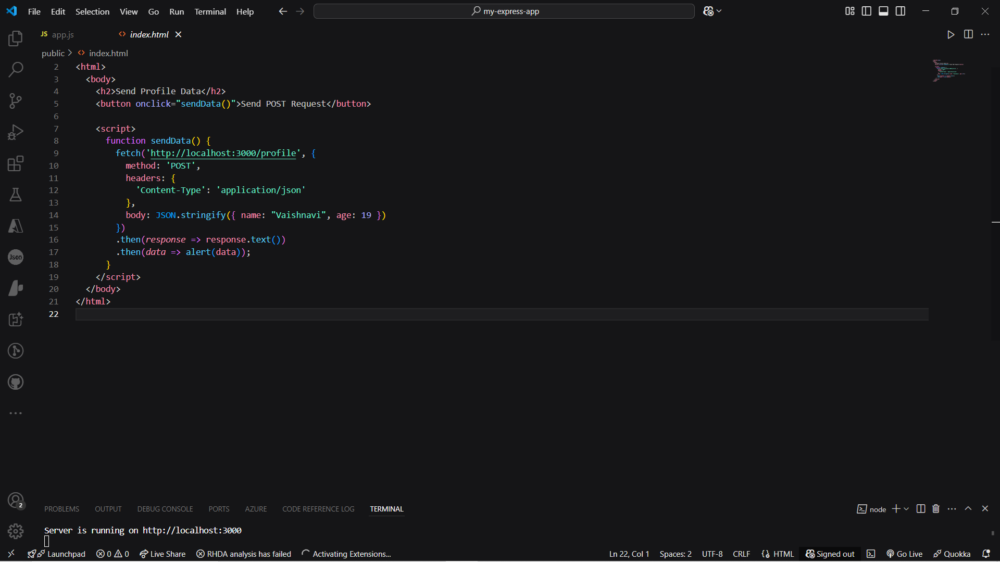 File Edit Selection View Go Run Terminal Help my-express-app
JS app.js <> index.html
public > <> index.html
2 <html>
3 <body>
4 <h2>Send Profile Data</h2>
5 <button onclick="sendData()">Send POST Request</button>
6
7 <script>
8 function sendData() {
9 fetch('http://localhost:3000/profile', {
10 method: 'POST',
11 headers: {
12 'Content-Type': 'application/json'
13 },
14 body: JSON.stringify({ name: "Vaishnavi", age: 19 })
15 })
16 .then(response => response.text())
17 .then(data => alert(data));
18 }
19 </script>
20 </body>
21 </html>
22
Json
2
PROBLEMS OUTPUT DEBUG CONSOLE PORTS AZURE CODE REFERENCE LOG TERMINAL node
Server is running on http://localhost:3000
Launchpad 0 0 Live Share RHDA analysis has failed Activating Extensions... Ln 22, Col 1 Spaces: 2 UTF-8 CRLF HTML Signed out Go Live Quokka